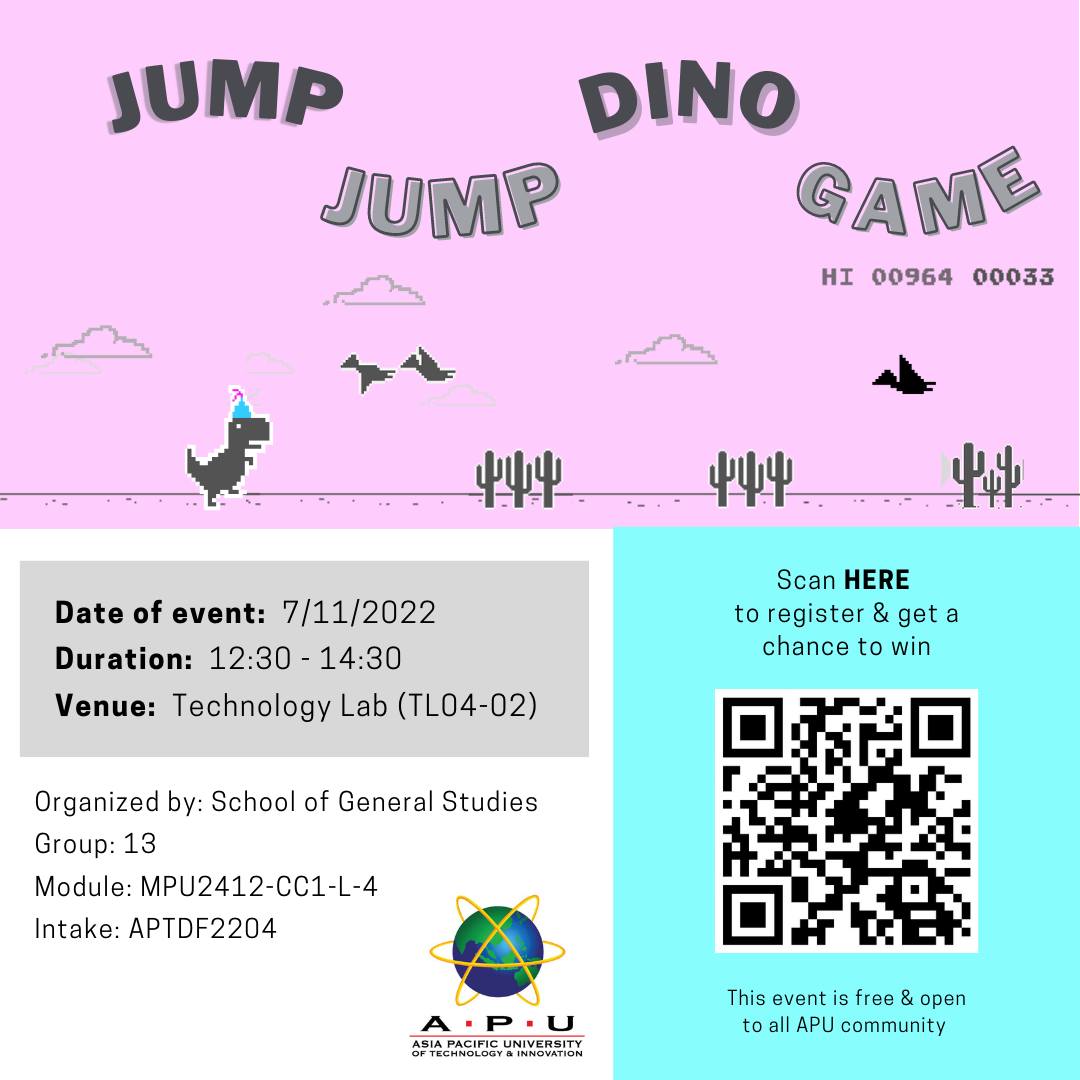 JUMP
JUMP
DINO
GAME
HI 00964 00033
Date of event: 7/11/2022
Duration: 12:30 - 14:30
Venue: Technology Lab (TL04-02)
Organized by: School of General Studies
Group: 13
Module: MPU2412-CC1-L-4
Intake: APTDF2204
A·P·U
ASIA PACIFIC UNIVERSITY
OF TECHNOLOGY & INNOVATION
Scan HERE
to register & get a
chance to win
This event is free & open
to all APU community